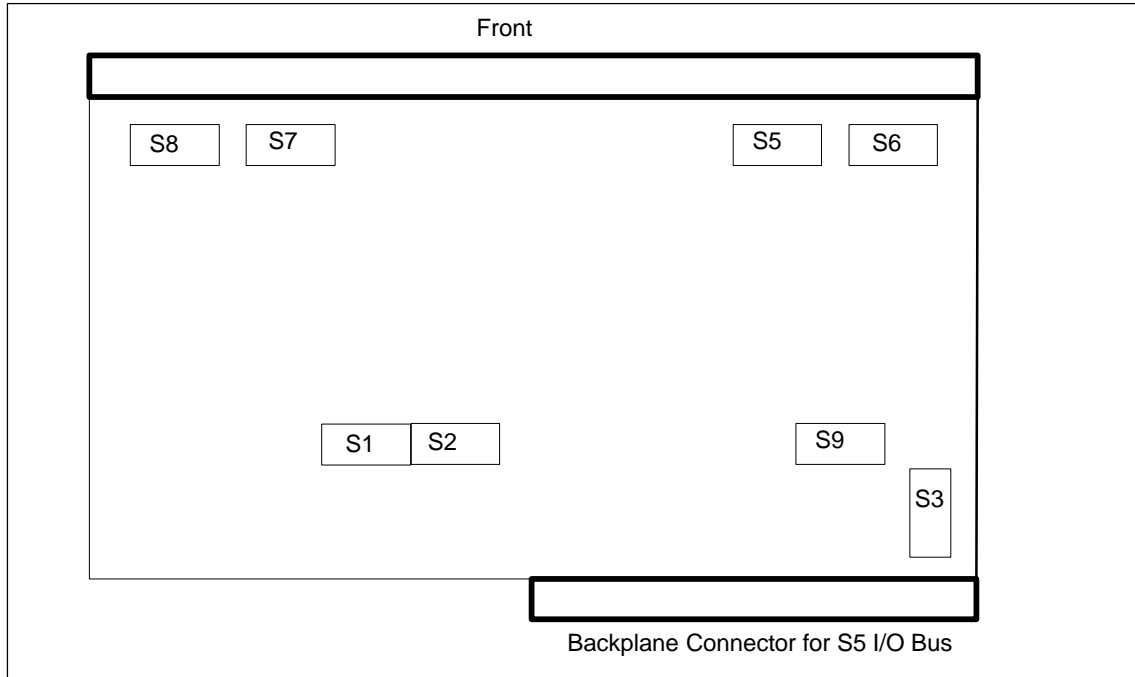 Front
S8 S7 S5 S6
S1 S2 S9
S3
Backplane Connector for S5 I/O Bus